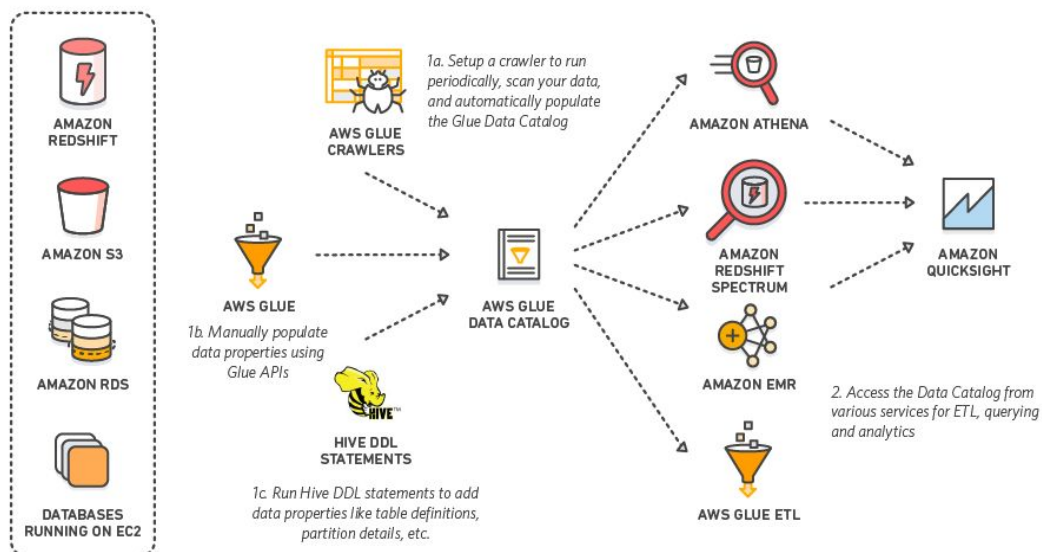 AMAZON
REDSHIFT
AMAZON S3
AMAZON RDS
DATABASES
RUNNING ON EC2
AWS GLUE
CRAWLERS
1a. Setup a crawler to run
periodically, scan your data,
and automatically populate
the Glue Data Catalog
AWS GLUE
1b. Manually populate
data properties using
Glue APIs
HIVE™
HIVE DDL
STATEMENTS
1c. Run Hive DDL statements to add
data properties like table definitions,
partition details, etc.
AWS GLUE
DATA CATALOG
AMAZON ATHENA
AMAZON
REDSHIFT
SPECTRUM
AMAZON EMR
AWS GLUE ETL
AMAZON
QUICKSIGHT
2. Access the Data Catalog from
various services for ETL, querying
and analytics